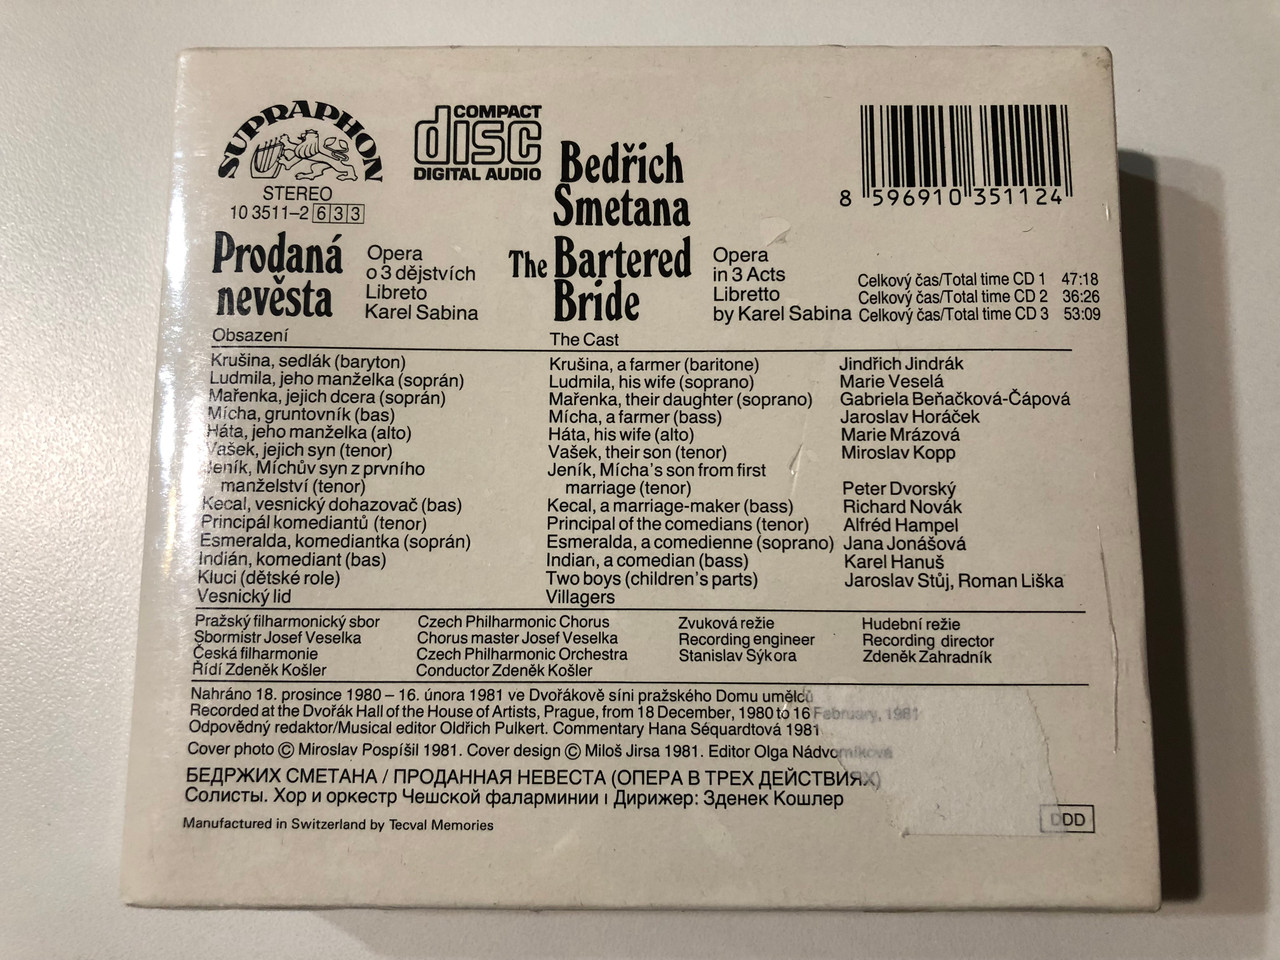 SUPRAPHON
STEREO
10 3511-2 633
COMPACT
disc
DIGITAL AUDIO
Bedřich
Smetana
8 596910 351124
Prodaná
nevěsta
Opera
o 3 dějstvích
Libreto
Karel Sabina
The Bartered
Bride
Opera
in 3 Acts
Libretto
by Karel Sabina
Celkový čas/Total time CD 1 47:18
Celkový čas/Total time CD 2 36:26
Celkový čas/Total time CD 3 53:09
Obsazení The Cast
Krušina, sedlák (baryton) Krušina, a farmer (baritone) Jindřich Jindrák
Ludmila, jeho manželka (soprán) Ludmila, his wife (soprano) Marie Veselá
Mařenka, jejich dcera (soprán) Mařenka, their daughter (soprano) Gabriela Beňačková-Čápová
Mícha, gruntovník (bas) Mícha, a farmer (bass) Jaroslav Horáček
Háta, jeho manželka (alto) Háta, his wife (alto) Marie Mrázová
Vašek, jejich syn (tenor) Vašek, their son (tenor) Miroslav Kopp
Jeník, Míchův syn z prvního Jeník, Mícha's son from first
manželství (tenor) marriage (tenor) Peter Dvorský
Kecal, vesnický dohazovač (bas) Kecal, a marriage-maker (bass) Richard Novák
Principál komediantů (tenor) Principal of the comedians (tenor) Alfréd Hampel
Esmeralda, komediantka (soprán) Esmeralda, a comedienne (soprano) Jana Jonášová
Indián, komediant (bas) Indian, a comedian (bass) Karel Hanuš
Kluci (dětské role) Two boys (children's parts) Jaroslav Stůj, Roman Liška
Vesnický lid Villagers
Pražský filharmonický sbor Czech Philharmonic Chorus Zvuková režie Hudební režie
Sbormistr Josef Veselka Chorus master Josef Veselka Recording engineer Recording director
Česká filharmonie Czech Philharmonic Orchestra Stanislav Sýkora Zdeněk Zahradník
Řídí Zdeněk Košler Conductor Zdeněk Košler
Nahráno 18. prosince 1980 – 16. února 1981 ve Dvořákově síni pražského Domu umělců
Recorded at the Dvořák Hall of the House of Artists, Prague, from 18 December, 1980 to 16 February, 1981
Odpovědný redaktor/Musical editor Oldřich Pulkert. Commentary Hana Séquardtová 1981
Cover photo © Miroslav Pospíšil 1981. Cover design © Miloš Jirsa 1981. Editor Olga Nádvorníková
БЕДРЖИХ СМЕТАНА / ПРОДАННАЯ НЕВЕСТА (ОПЕРА В ТРЕХ ДЕЙСТВИЯХ)
Солисты. Хор и оркестр Чешской фаларминии ı Дирижер: Зденек Кошлер
DDD
Manufactured in Switzerland by Tecval Memories